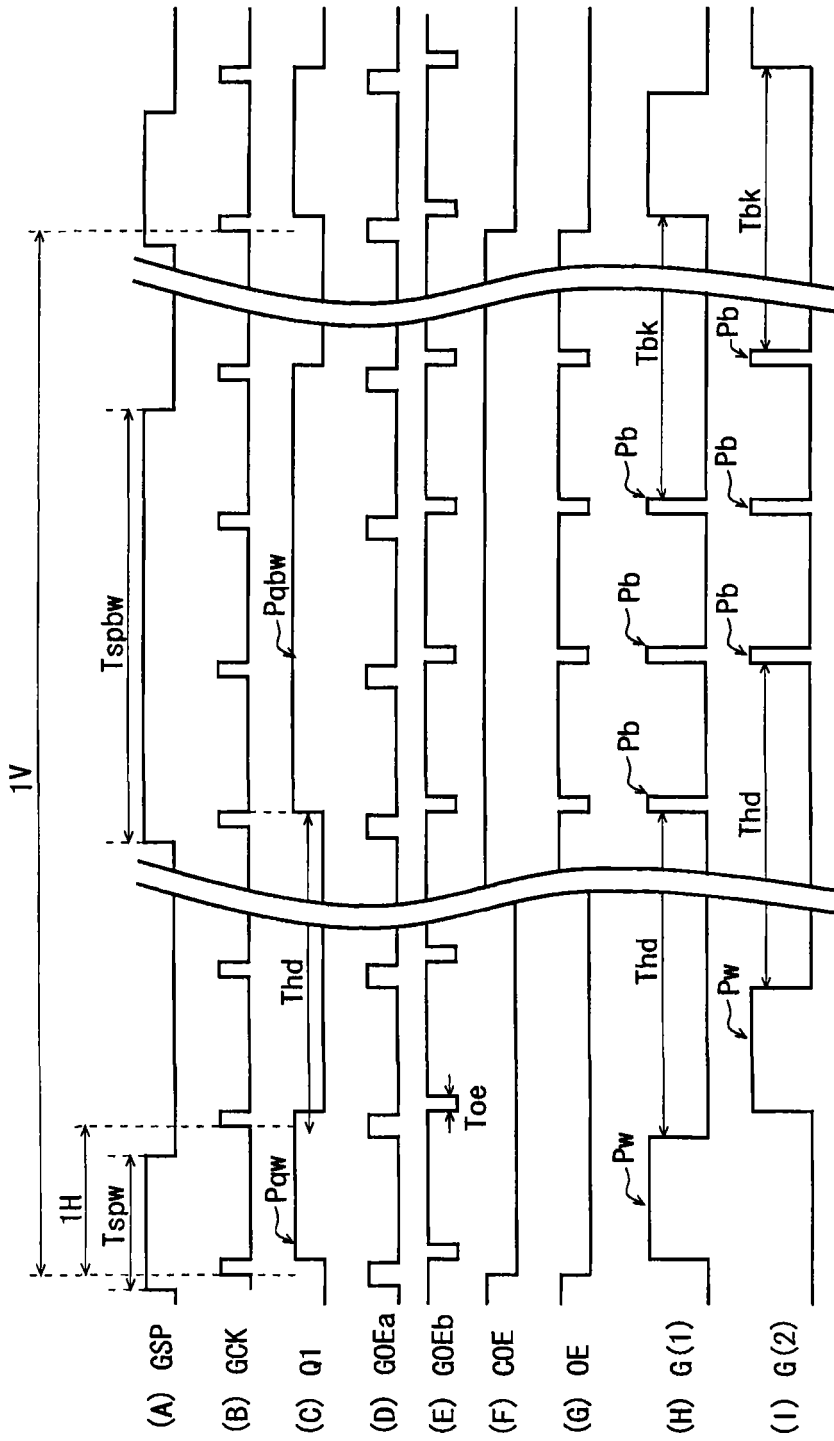 1V
1H
Tspw
Tspbw
(A) GSP
(B) GCK
(C) Q1
Pqw
Thd
Pqbw
(D) GOEa
(E) GOEb
Toe
(F) COE
(G) OE
(H) G(1)
Pw
Thd
Pb
Pb
Pb
Tbk
(I) G(2)
Pw
Thd
Pb
Pb
Pb
Tbk